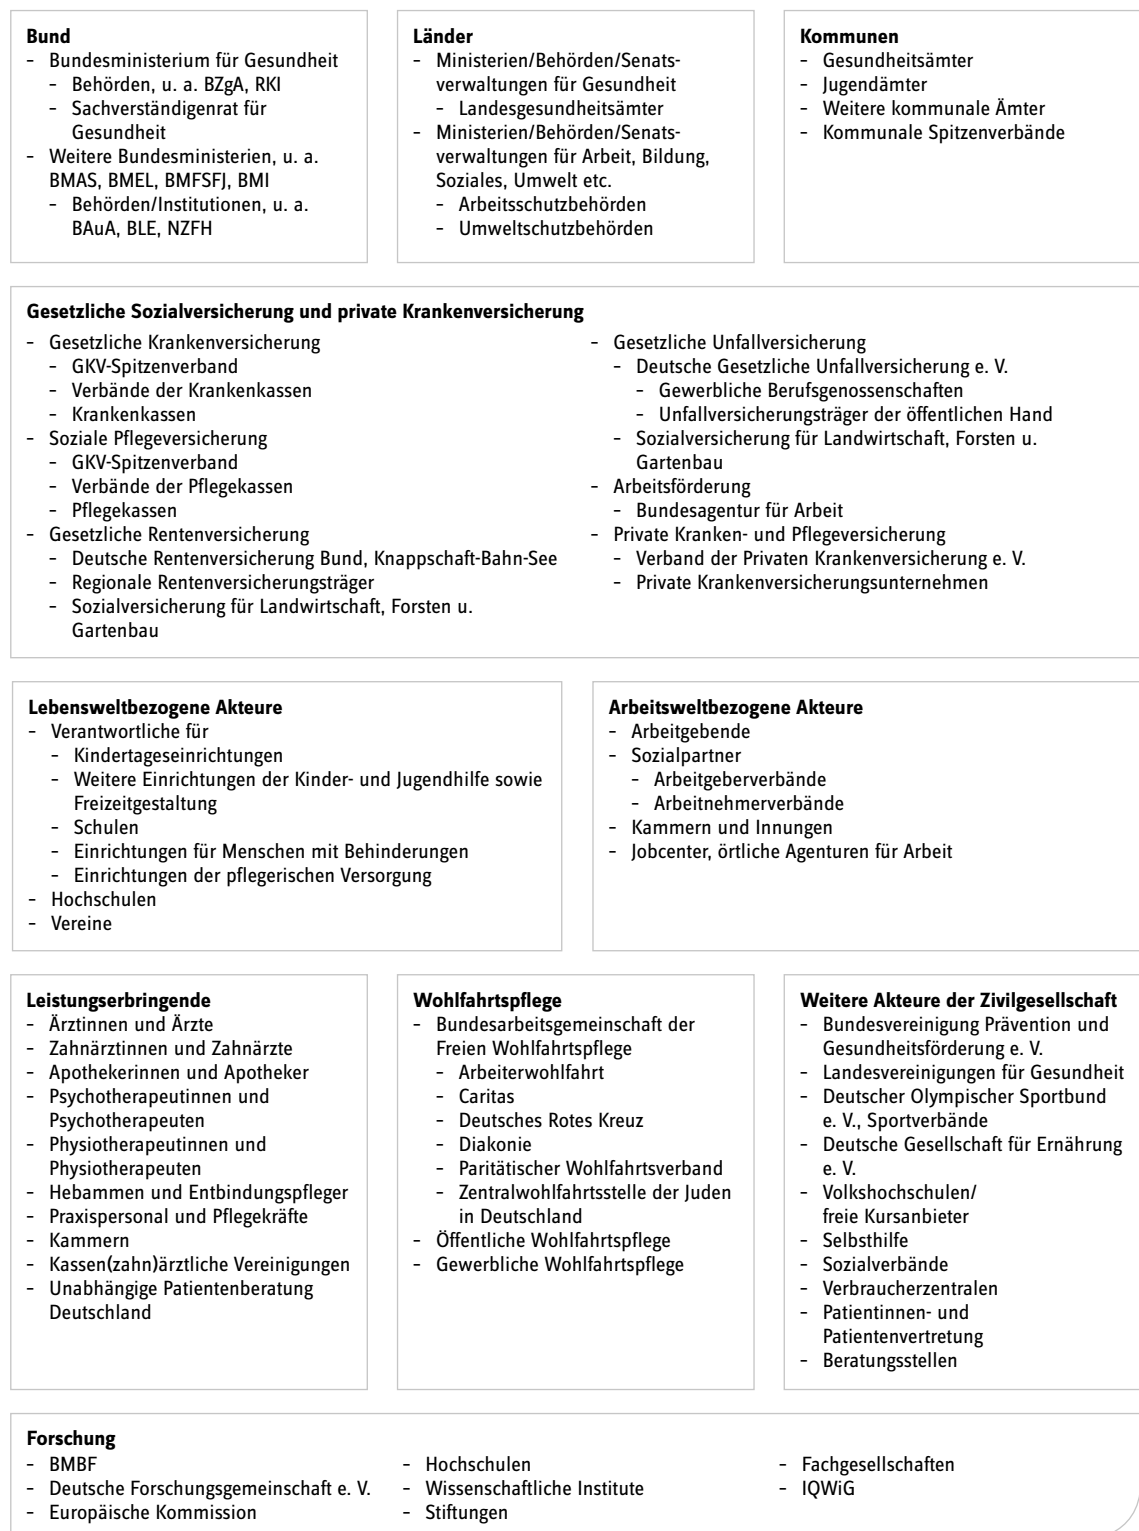 Bund
- Bundesministerium für Gesundheit
- Behörden, u. a. BZgA, RKI
- Sachverständigenrat für
Gesundheit
- Weitere Bundesministerien, u. a.
BMAS, BMEL, BMFSFJ, BMI
- Behörden/Institutionen, u. a.
BAuA, BLE, NZFH
Länder
- Ministerien/Behörden/Senats-
verwaltungen für Gesundheit
- Landesgesundheitsämter
- Ministerien/Behörden/Senats-
verwaltungen für Arbeit, Bildung,
Soziales, Umwelt etc.
- Arbeitsschutzbehörden
- Umweltschutzbehörden
Kommunen
- Gesundheitsämter
- Jugendämter
- Weitere kommunale Ämter
- Kommunale Spitzenverbände
Gesetzliche Sozialversicherung und private Krankenversicherung
- Gesetzliche Krankenversicherung
- GKV-Spitzenverband
- Verbände der Krankenkassen
- Krankenkassen
- Soziale Pflegeversicherung
- GKV-Spitzenverband
- Verbände der Pflegekassen
- Pflegekassen
- Gesetzliche Rentenversicherung
- Deutsche Rentenversicherung Bund, Knappschaft-Bahn-See
- Regionale Rentenversicherungsträger
- Sozialversicherung für Landwirtschaft, Forsten u.
Gartenbau
- Gesetzliche Unfallversicherung
- Deutsche Gesetzliche Unfallversicherung e. V.
- Gewerbliche Berufsgenossenschaften
- Unfallversicherungsträger der öffentlichen Hand
- Sozialversicherung für Landwirtschaft, Forsten u.
Gartenbau
- Arbeitsförderung
- Bundesagentur für Arbeit
- Private Kranken- und Pflegeversicherung
- Verband der Privaten Krankenversicherung e. V.
- Private Krankenversicherungsunternehmen
Lebensweltbezogene Akteure
- Verantwortliche für
- Kindertageseinrichtungen
- Weitere Einrichtungen der Kinder- und Jugendhilfe sowie
Freizeitgestaltung
- Schulen
- Einrichtungen für Menschen mit Behinderungen
- Einrichtungen der pflegerischen Versorgung
- Hochschulen
- Vereine
Arbeitsweltbezogene Akteure
- Arbeitgebende
- Sozialpartner
- Arbeitgeberverbände
- Arbeitnehmerverbände
- Kammern und Innungen
- Jobcenter, örtliche Agenturen für Arbeit
Leistungserbringende
- Ärztinnen und Ärzte
- Zahnärztinnen und Zahnärzte
- Apothekerinnen und Apotheker
- Psychotherapeutinnen und
Psychotherapeuten
- Physiotherapeutinnen und
Physiotherapeuten
- Hebammen und Entbindungspfleger
- Praxispersonal und Pflegekräfte
- Kammern
- Kassen(zahn)ärztliche Vereinigungen
- Unabhängige Patientenberatung
Deutschland
Wohlfahrtspflege
- Bundesarbeitsgemeinschaft der
Freien Wohlfahrtspflege
- Arbeiterwohlfahrt
- Caritas
- Deutsches Rotes Kreuz
- Diakonie
- Paritätischer Wohlfahrtsverband
- Zentralwohlfahrtsstelle der Juden
in Deutschland
- Öffentliche Wohlfahrtspflege
- Gewerbliche Wohlfahrtspflege
Weitere Akteure der Zivilgesellschaft
- Bundesvereinigung Prävention und
Gesundheitsförderung e. V.
- Landesvereinigungen für Gesundheit
- Deutscher Olympischer Sportbund
e. V., Sportverbände
- Deutsche Gesellschaft für Ernährung
e. V.
- Volkshochschulen/
freie Kursanbieter
- Selbsthilfe
- Sozialverbände
- Verbraucherzentralen
- Patientinnen- und
Patientenvertretung
- Beratungsstellen
Forschung
- BMBF
- Deutsche Forschungsgemeinschaft e. V.
- Europäische Kommission
- Hochschulen
- Wissenschaftliche Institute
- Stiftungen
- Fachgesellschaften
- IQWiG